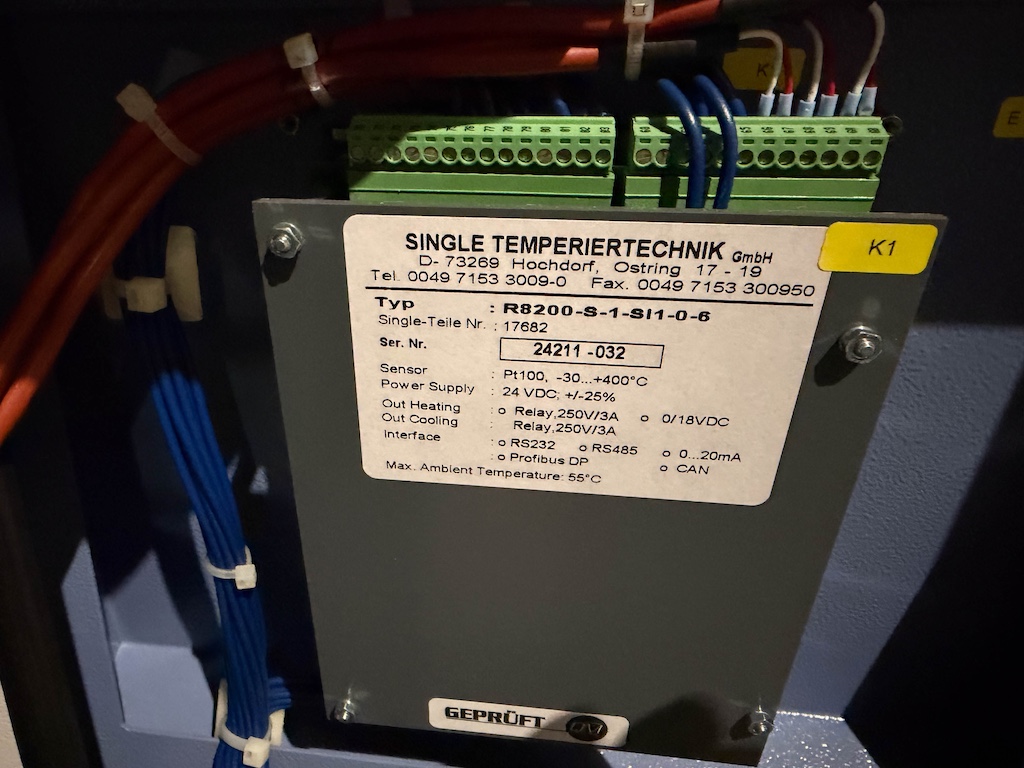 K
E
SINGLE TEMPERIERTECHNIK GmbH
D- 73269 Hochdorf, Ostring 17 - 19
Tel. 0049 7153 3009-0 Fax. 0049 7153 300950
K1
Typ : R8200-S-1-SI1-0-6
Single-Teile Nr. : 17682
Ser. Nr. 24211 -032
Sensor : Pt100, -30...+400°C
Power Supply : 24 VDC; +/-25%
Out Heating : o Relay,250V/3A o 0/18VDC
Out Cooling : Relay,250V/3A
Interface : o RS232 o RS485 o 0...20mA
: o Profibus DP o CAN
Max. Ambient Temperature: 55°C
GEPRÜFT